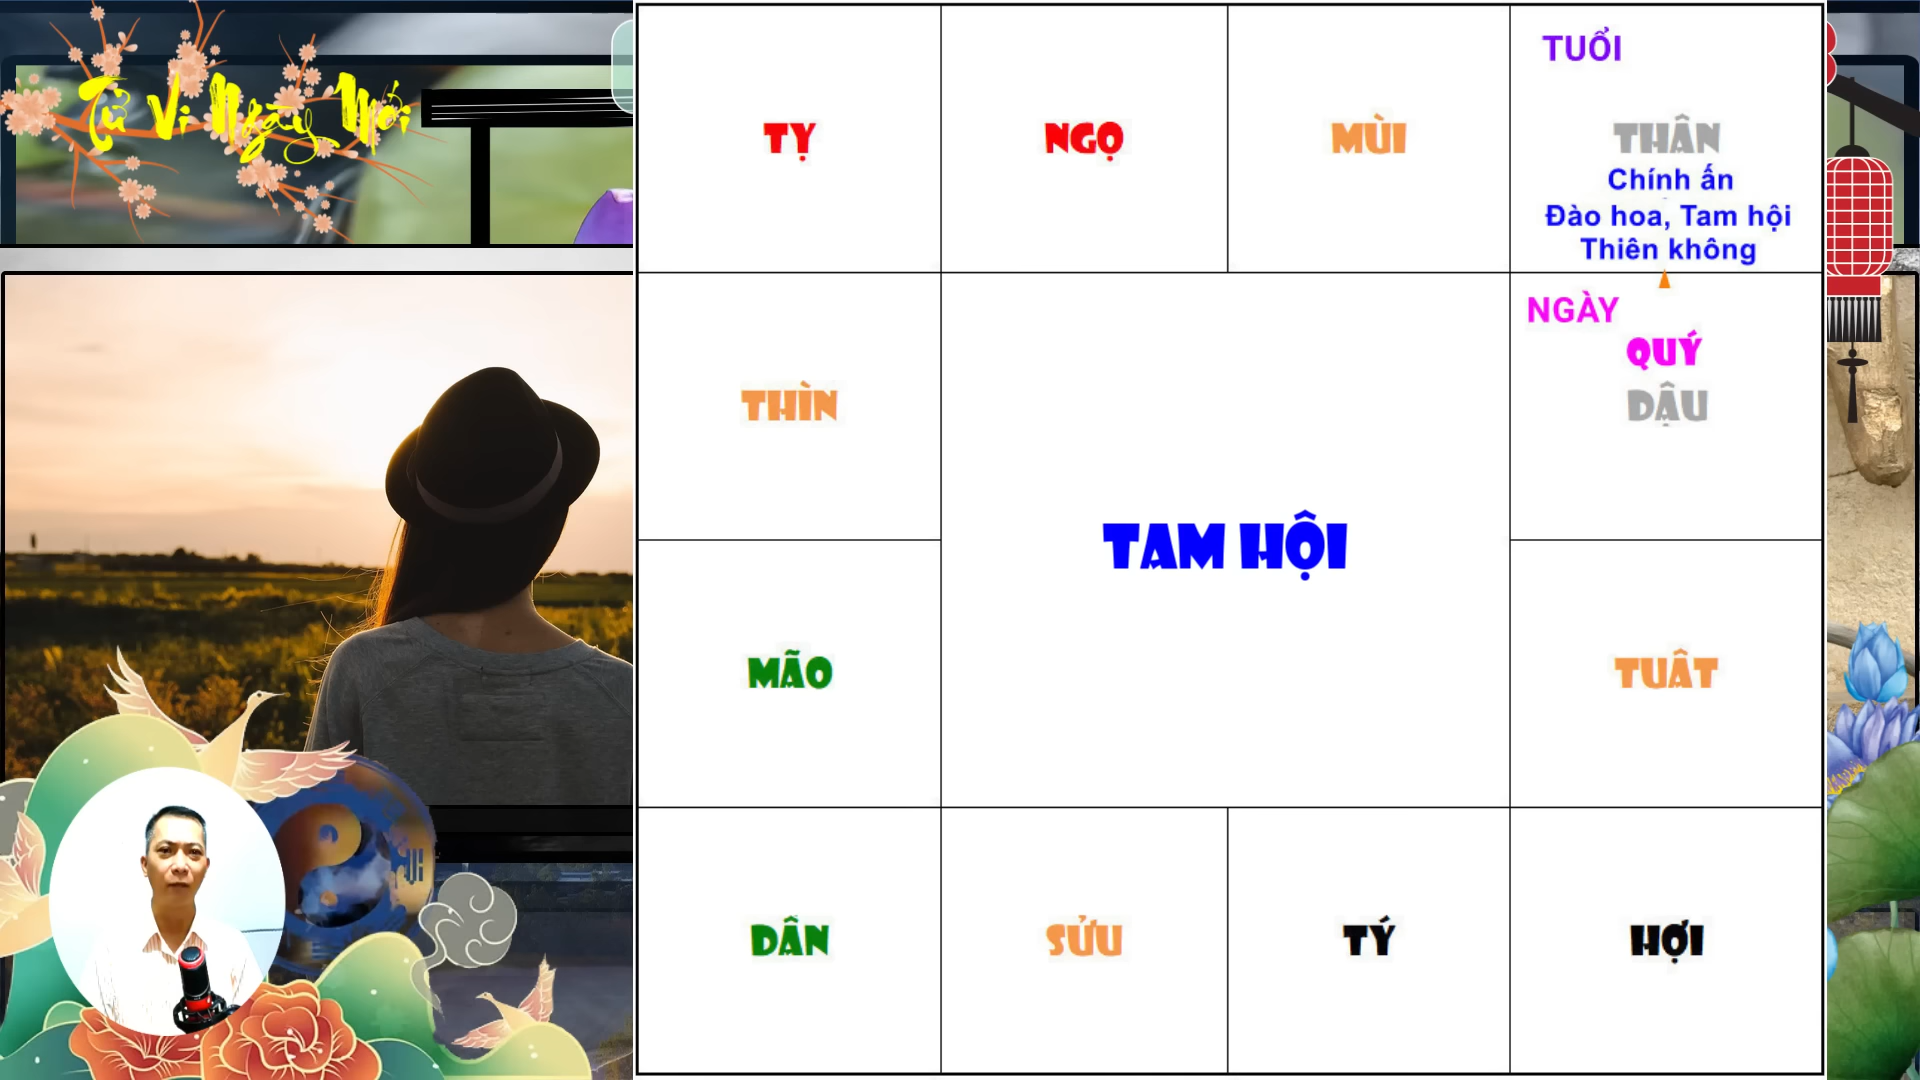 Tử Vi Ngày Mới
TUỔI
TỴ
NGỌ
MÙI
THÂN
Chính ấn
Đào hoa, Tam hội
Thiên không
NGÀY
QUÝ
THÌN
DẬU
TAM HỘI
MÃO
TUẤT
DẦN
SỬU
TÝ
HỢI